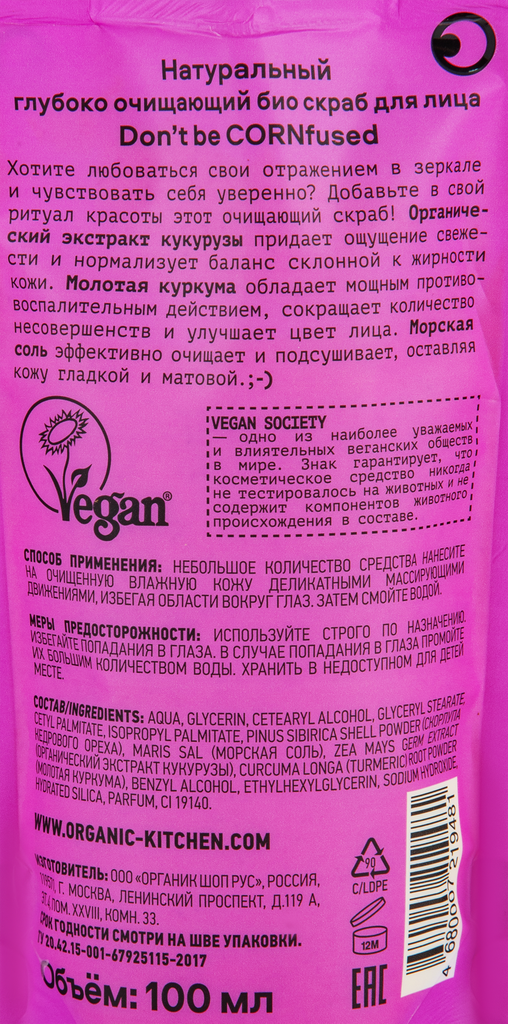 Натуральный
глубоко очищающий био скраб для лица
Don't be CORNfused
Хотите любоваться свои отражением в зеркале
и чувствовать себя уверенно? Добавьте в свой
ритуал красоты этот очищающий скраб! Органиче-
ский экстракт кукурузы придает ощущение свеже-
сти и нормализует баланс склонной к жирности
кожи. Молотая куркума обладает мощным противо-
воспалительным действием, сокращает количество
несовершенств и улучшает цвет лица. Морская
соль эффективно очищает и подсушивает, оставляя
кожу гладкой и матовой.;-)
Vegan®
VEGAN SOCIETY
— одно из наиболее уважаемых
и влиятельных веганских обществ
в мире. Знак гарантирует, что
косметическое средство никогда
не тестировалось на животных и не
содержит компонентов животного
происхождения в составе.
СПОСОБ ПРИМЕНЕНИЯ: НЕБОЛЬШОЕ КОЛИЧЕСТВО СРЕДСТВА НАНЕСИТЕ
НА ОЧИЩЕННУЮ ВЛАЖНУЮ КОЖУ ДЕЛИКАТНЫМИ МАССИРУЮЩИМИ
ДВИЖЕНИЯМИ, ИЗБЕГАЯ ОБЛАСТИ ВОКРУГ ГЛАЗ. ЗАТЕМ СМОЙТЕ ВОДОЙ.
МЕРЫ ПРЕДОСТОРОЖНОСТИ: ИСПОЛЬЗУЙТЕ СТРОГО ПО НАЗНАЧЕНИЮ.
ИЗБЕГАЙТЕ ПОПАДАНИЯ В ГЛАЗА. В СЛУЧАЕ ПОПАДАНИЯ В ГЛАЗА ПРОМОЙТЕ
ИХ БОЛЬШИМ КОЛИЧЕСТВОМ ВОДЫ. ХРАНИТЬ В НЕДОСТУПНОМ ДЛЯ ДЕТЕЙ
МЕСТЕ.
СОСТАВ/INGREDIENTS: AQUA, GLYCERIN, CETEARYL ALCOHOL, GLYCERYL STEARATE,
CETYL PALMITATE, ISOPROPYL PALMITATE, PINUS SIBIRICA SHELL POWDER (СКОРЛУПА
КЕДРОВОГО ОРЕХА), MARIS SAL (МОРСКАЯ СОЛЬ), ZEA MAYS GERM EXTRACT
(ОРГАНИЧЕСКИЙ ЭКСТРАКТ КУКУРУЗЫ), CURCUMA LONGA (TURMERIC) ROOT POWDER
(МОЛОТАЯ КУРКУМА), BENZYL ALCOHOL, ETHYLHEXYLGLYCERIN, SODIUM HYDROXIDE,
HYDRATED SILICA, PARFUM, CI 19140.
WWW.ORGANIC-KITCHEN.COM
ИЗГОТОВИТЕЛЬ: ООО «ОРГАНИК ШОП РУС», РОССИЯ,
Г. МОСКВА, ЛЕНИНСКИЙ ПРОСПЕКТ, Д.119 А,
ПОМ. XXVIII, КОМН. 33.
СРОК ГОДНОСТИ СМОТРИ НА ШВЕ УПАКОВКИ.
ТУ 20.42.15-001-67925115-2017
Объём: 100 мл
90
C/LDPE
12M
EAC
4 680007 219481